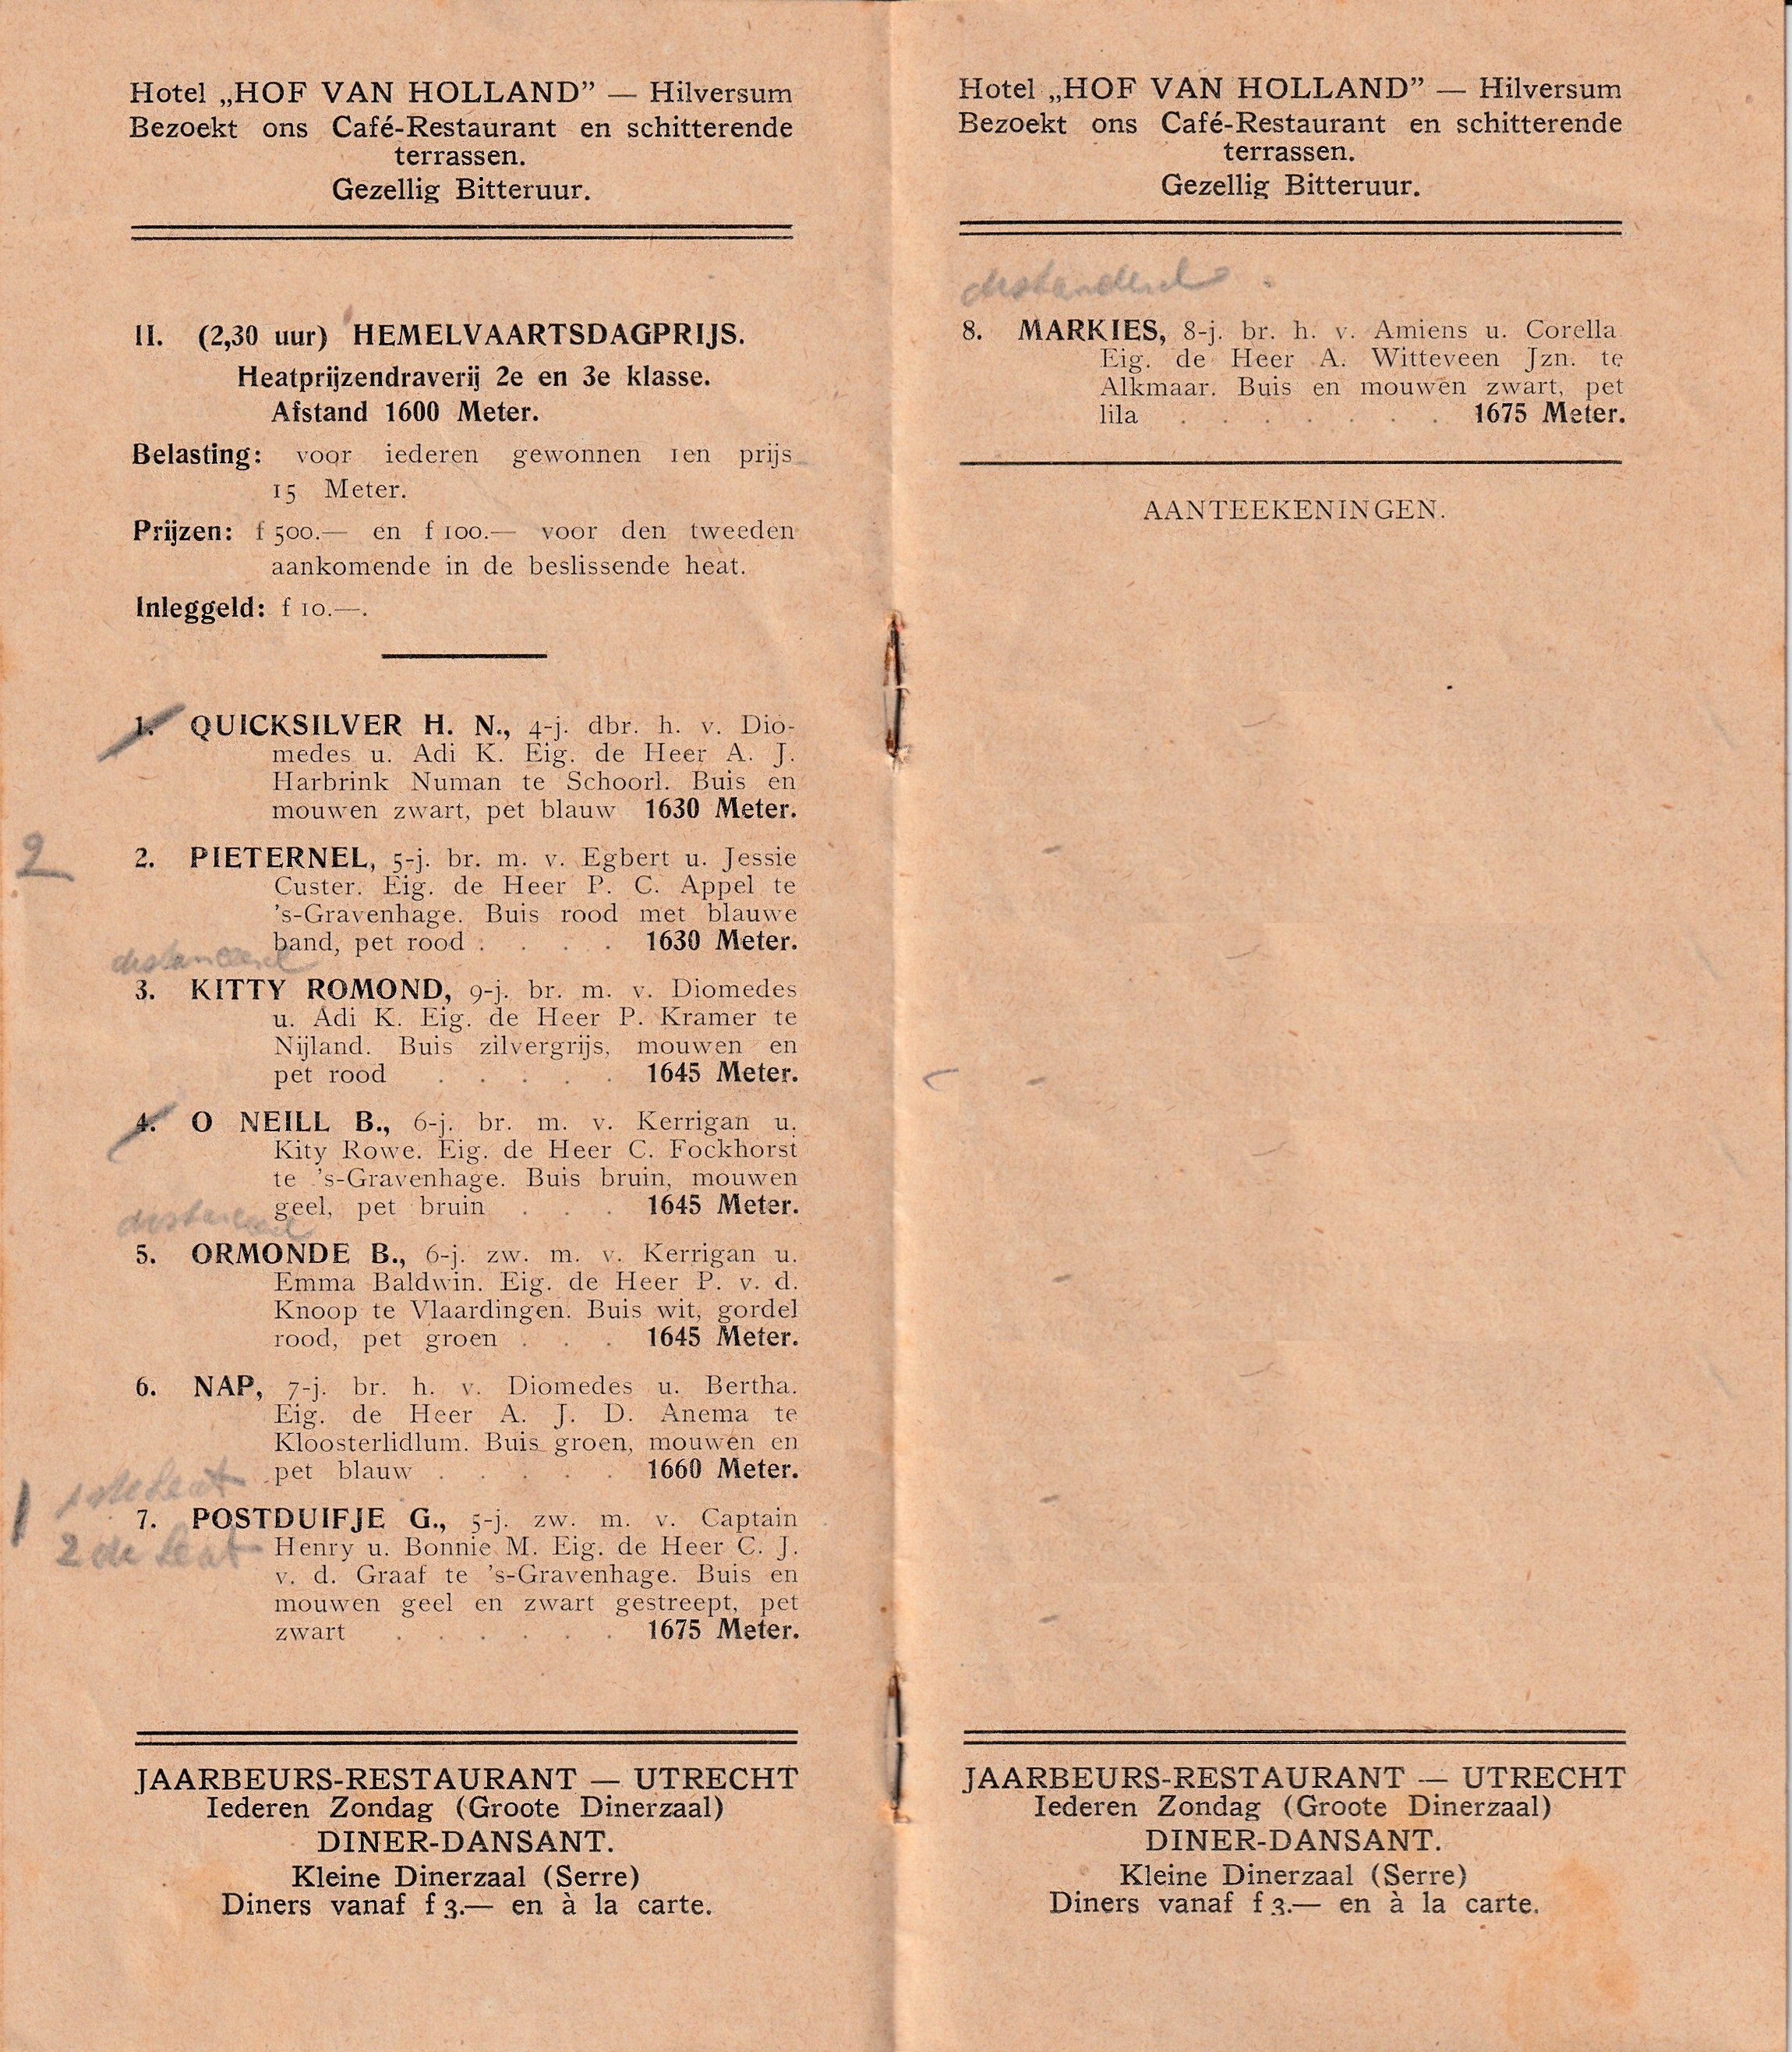 Hotel „HOF VAN HOLLAND” — Hilversum
Bezoekt ons Café-Restaurant en schitterende
terrassen.
Gezellig Bitteruur.
II. (2,30 uur) HEMELVAARTSDAGPRIJS.
Heatprijzendraverij 2e en 3e klasse.
Afstand 1600 Meter.
Belasting: voor iederen gewonnen 1en prijs
15 Meter.
Prijzen: f 500.— en f 100.— voor den tweeden
aankomende in de beslissende heat.
Inleggeld: f 10.—.
1. QUICKSILVER H. N., 4-j. dbr. h. v. Dio-
medes u. Adi K. Eig. de Heer A. J.
Harbrink Numan te Schoorl. Buis en
mouwen zwart, pet blauw 1630 Meter.
2
2. PIETERNEL, 5-j. br. m. v. Egbert u. Jessie
Custer. Eig. de Heer P. C. Appel te
's-Gravenhage. Buis rood met blauwe
band, pet rood . . . . 1630 Meter.
distanceerd
3. KITTY ROMOND, 9-j. br. m. v. Diomedes
u. Adi K. Eig. de Heer P. Kramer te
Nijland. Buis zilvergrijs, mouwen en
pet rood . . . . . 1645 Meter.
4. O NEILL B., 6-j. br. m. v. Kerrigan u.
Kity Rowe. Eig. de Heer C. Fockhorst
te 's-Gravenhage. Buis bruin, mouwen
geel, pet bruin . . . 1645 Meter.
distanceerd
5. ORMONDE B., 6-j. zw. m. v. Kerrigan u.
Emma Baldwin. Eig. de Heer P. v. d.
Knoop te Vlaardingen. Buis wit, gordel
rood, pet groen . . . 1645 Meter.
6. NAP, 7-j. br. h. v. Diomedes u. Bertha.
Eig. de Heer A. J. D. Anema te
Kloosterlidlum. Buis groen, mouwen en
pet blauw . . . . . 1660 Meter.
1 1ste heat
7. POSTDUIFJE G., 5-j. zw. m. v. Captain
2de heat
Henry u. Bonnie M. Eig. de Heer C. J.
v. d. Graaf te 's-Gravenhage. Buis en
mouwen geel en zwart gestreept, pet
zwart . . . . . . 1675 Meter.
JAARBEURS-RESTAURANT — UTRECHT
Iederen Zondag (Groote Dinerzaal)
DINER-DANSANT.
Kleine Dinerzaal (Serre)
Diners vanaf f 3.— en à la carte.
Hotel „HOF VAN HOLLAND” — Hilversum
Bezoekt ons Café-Restaurant en schitterende
terrassen.
Gezellig Bitteruur.
distanceerd.
8. MARKIES, 8-j. br. h. v. Amiens u. Corella
Eig. de Heer A. Witteveen Jzn. te
Alkmaar. Buis en mouwen zwart, pet
lila . . . . . . 1675 Meter.
AANTEEKENINGEN.
JAARBEURS-RESTAURANT — UTRECHT
Iederen Zondag (Groote Dinerzaal)
DINER-DANSANT.
Kleine Dinerzaal (Serre)
Diners vanaf f 3.— en à la carte.